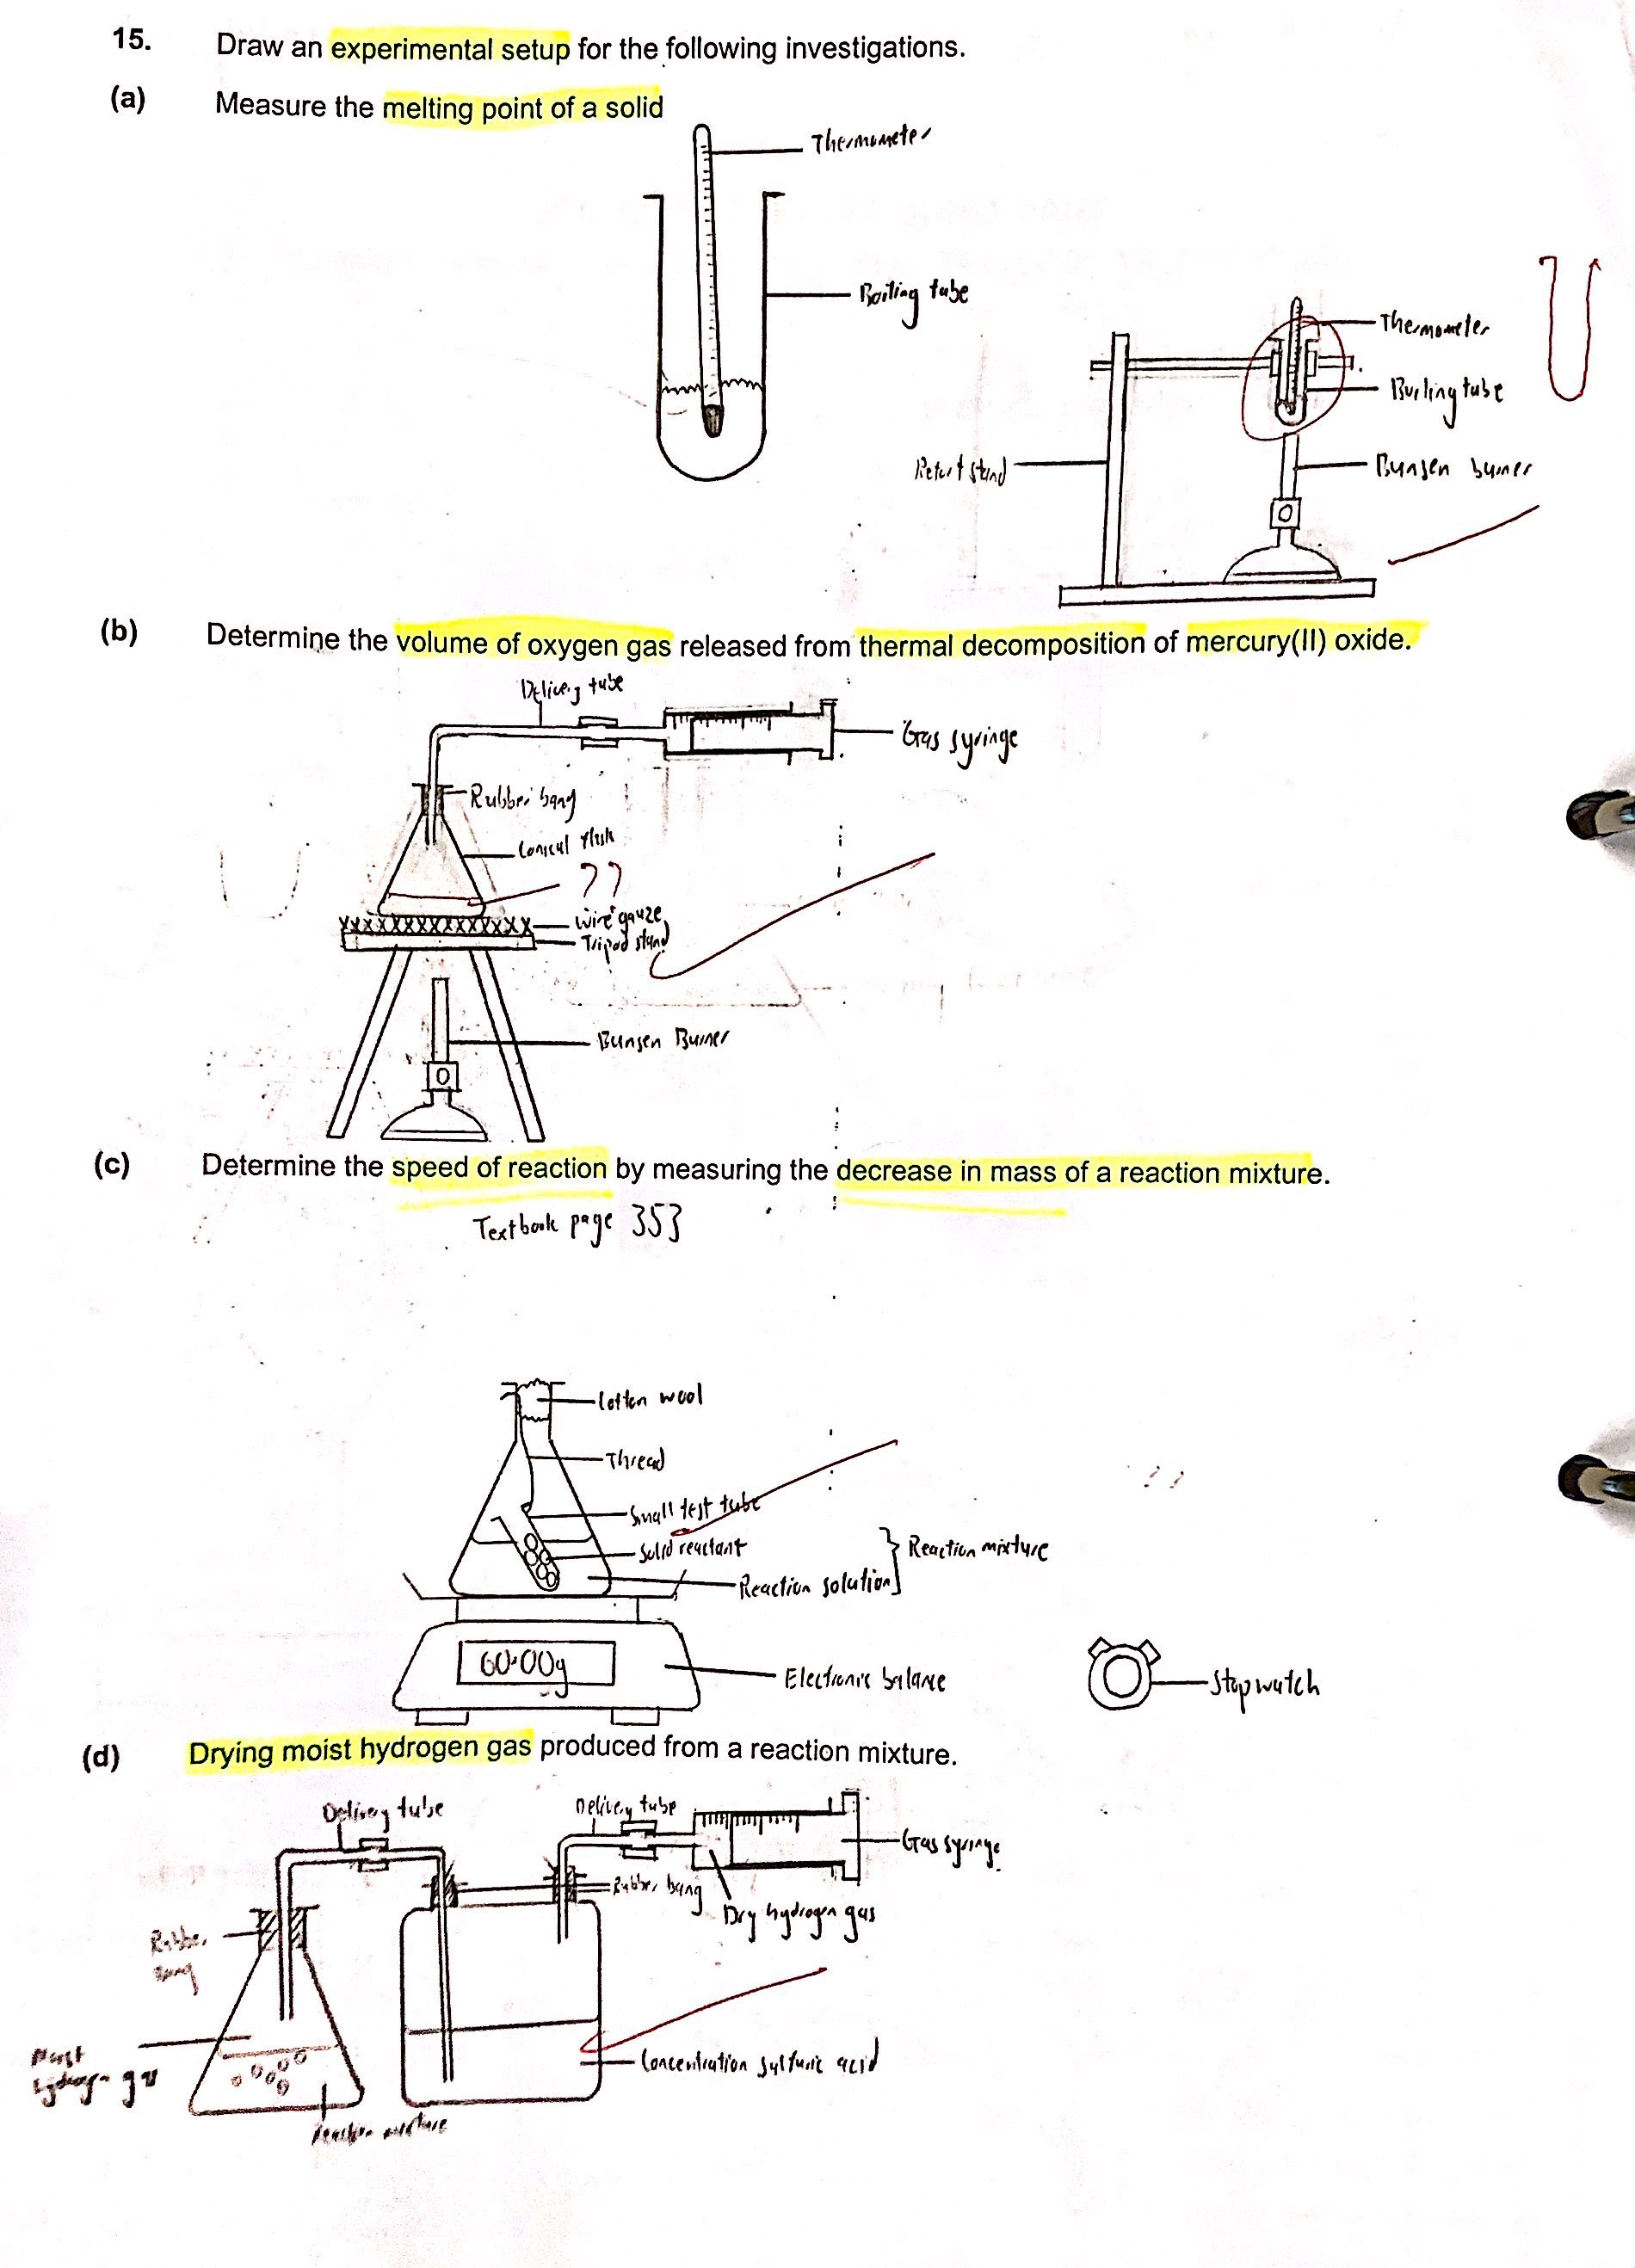 15. Draw an experimental setup for the following investigations.
(a) Measure the melting point of a solid
Thermometer
Boiling tube
Thermometer
Boiling tube
Retort stand
Bunsen burner
(b) Determine the volume of oxygen gas released from thermal decomposition of mercury(II) oxide.
Delivery tube
Gas syringe
Rubber bang
Conical flask
??
Wire gauze
Tripod stand
Bunsen Burner
(c) Determine the speed of reaction by measuring the decrease in mass of a reaction mixture.
Textbook page 353
Cotton wool
Thread
Small test tube
Solid reactant
Reaction mixture
Reaction solution
60.00g
Electronic balance
Stopwatch
(d) Drying moist hydrogen gas produced from a reaction mixture.
Delivery tube
Delivery tube
Gas syringe
Rubber bang
Dry hydrogen gas
Rubber
bang
Moist
hydrogen gas
Concentration sulfuric acid
reaction mixture